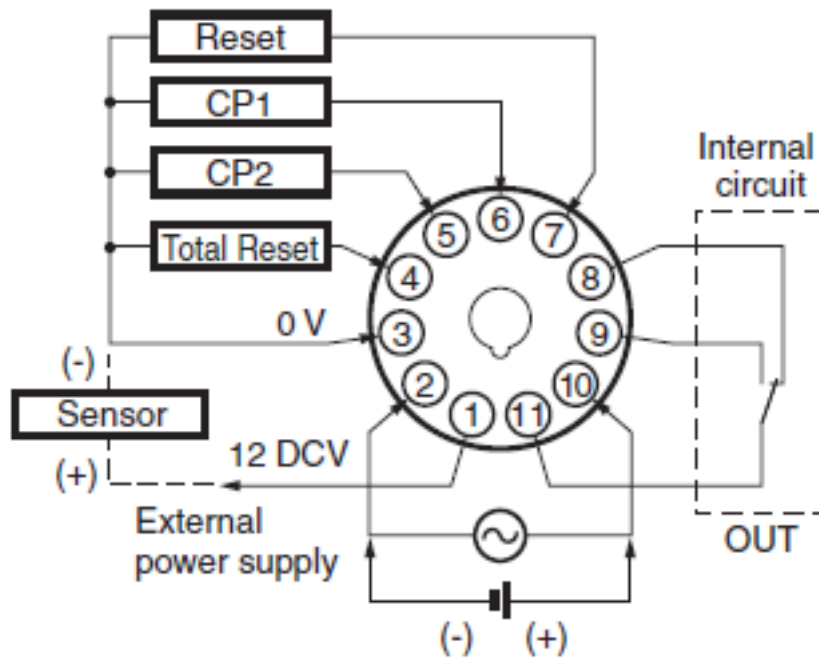 Reset
CP1
CP2
Total Reset
Internal
circuit
6
5
7
4
8
0 V
3
9
(-)
2
10
Sensor
1
11
12 DCV
(+)
External
power supply
OUT
(-)
(+)